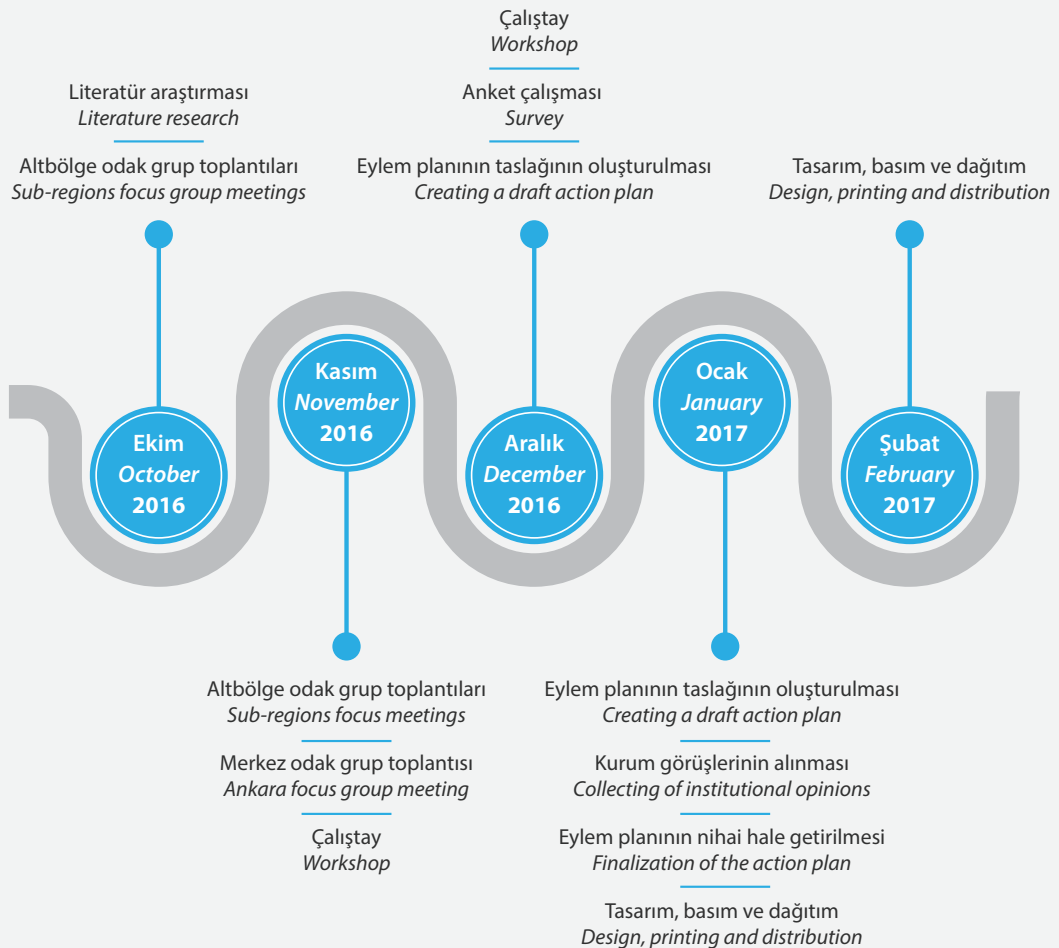 Çalıştay
Workshop
Literatür araştırması
Literature research
Anket çalışması
Survey
Altbölge odak grup toplantıları
Sub-regions focus group meetings
Eylem planının taslağının oluşturulması
Creating a draft action plan
Tasarım, basım ve dağıtım
Design, printing and distribution
Ekim
October
2016
Kasım
November
2016
Aralık
December
2016
Ocak
January
2017
Şubat
February
2017
Altbölge odak grup toplantıları
Sub-regions focus meetings
Merkez odak grup toplantısı
Ankara focus group meeting
Çalıştay
Workshop
Eylem planının taslağının oluşturulması
Creating a draft action plan
Kurum görüşlerinin alınması
Collecting of institutional opinions
Eylem planının nihai hale getirilmesi
Finalization of the action plan
Tasarım, basım ve dağıtım
Design, printing and distribution